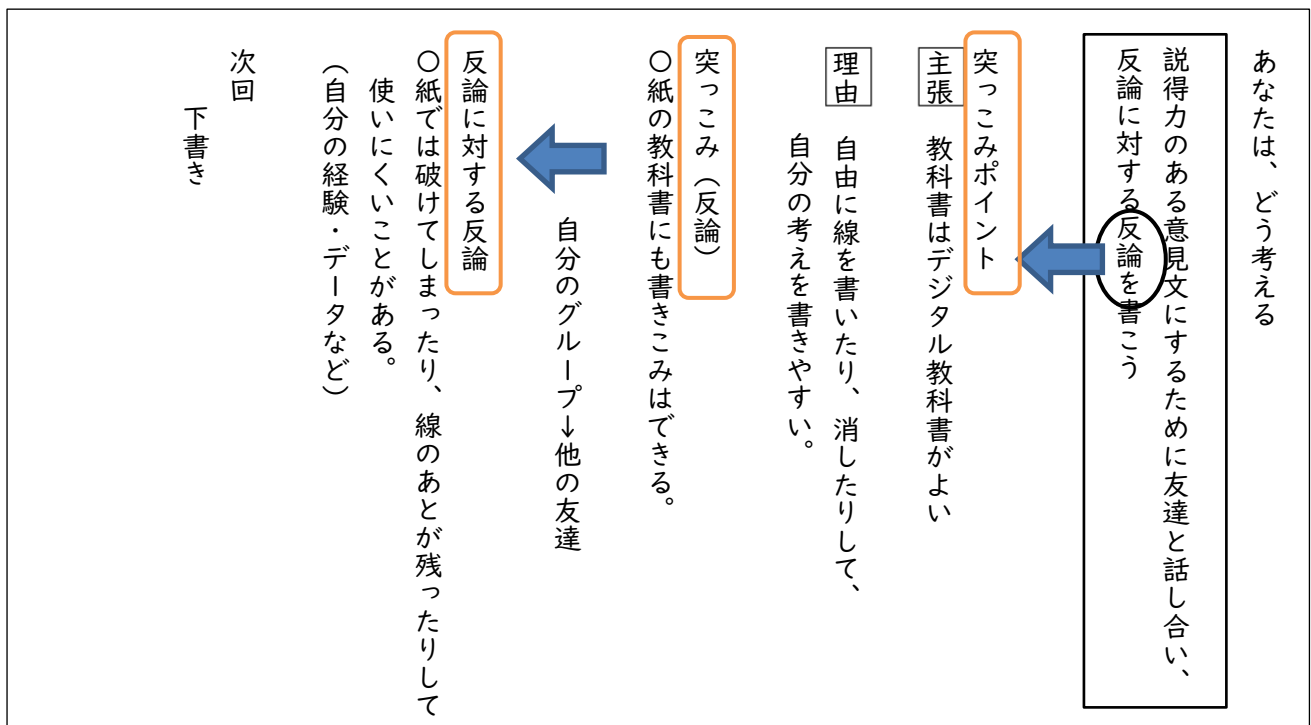 あなたは、どう考える
説得力のある意見文にするために友達と話し合い、
反論に対する反論を書こう
突っこみポイント
主張　教科書はデジタル教科書がよい
理由　自由に線を書いたり、消したりして、
自分の考えを書きやすい。
突っこみ（反論）
〇紙の教科書にも書きこみはできる。
自分のグループ→他の友達
反論に対する反論
〇紙では破けてしまったり、線のあとが残ったりして
使いにくいことがある。
（自分の経験・データなど）
次回
下書き